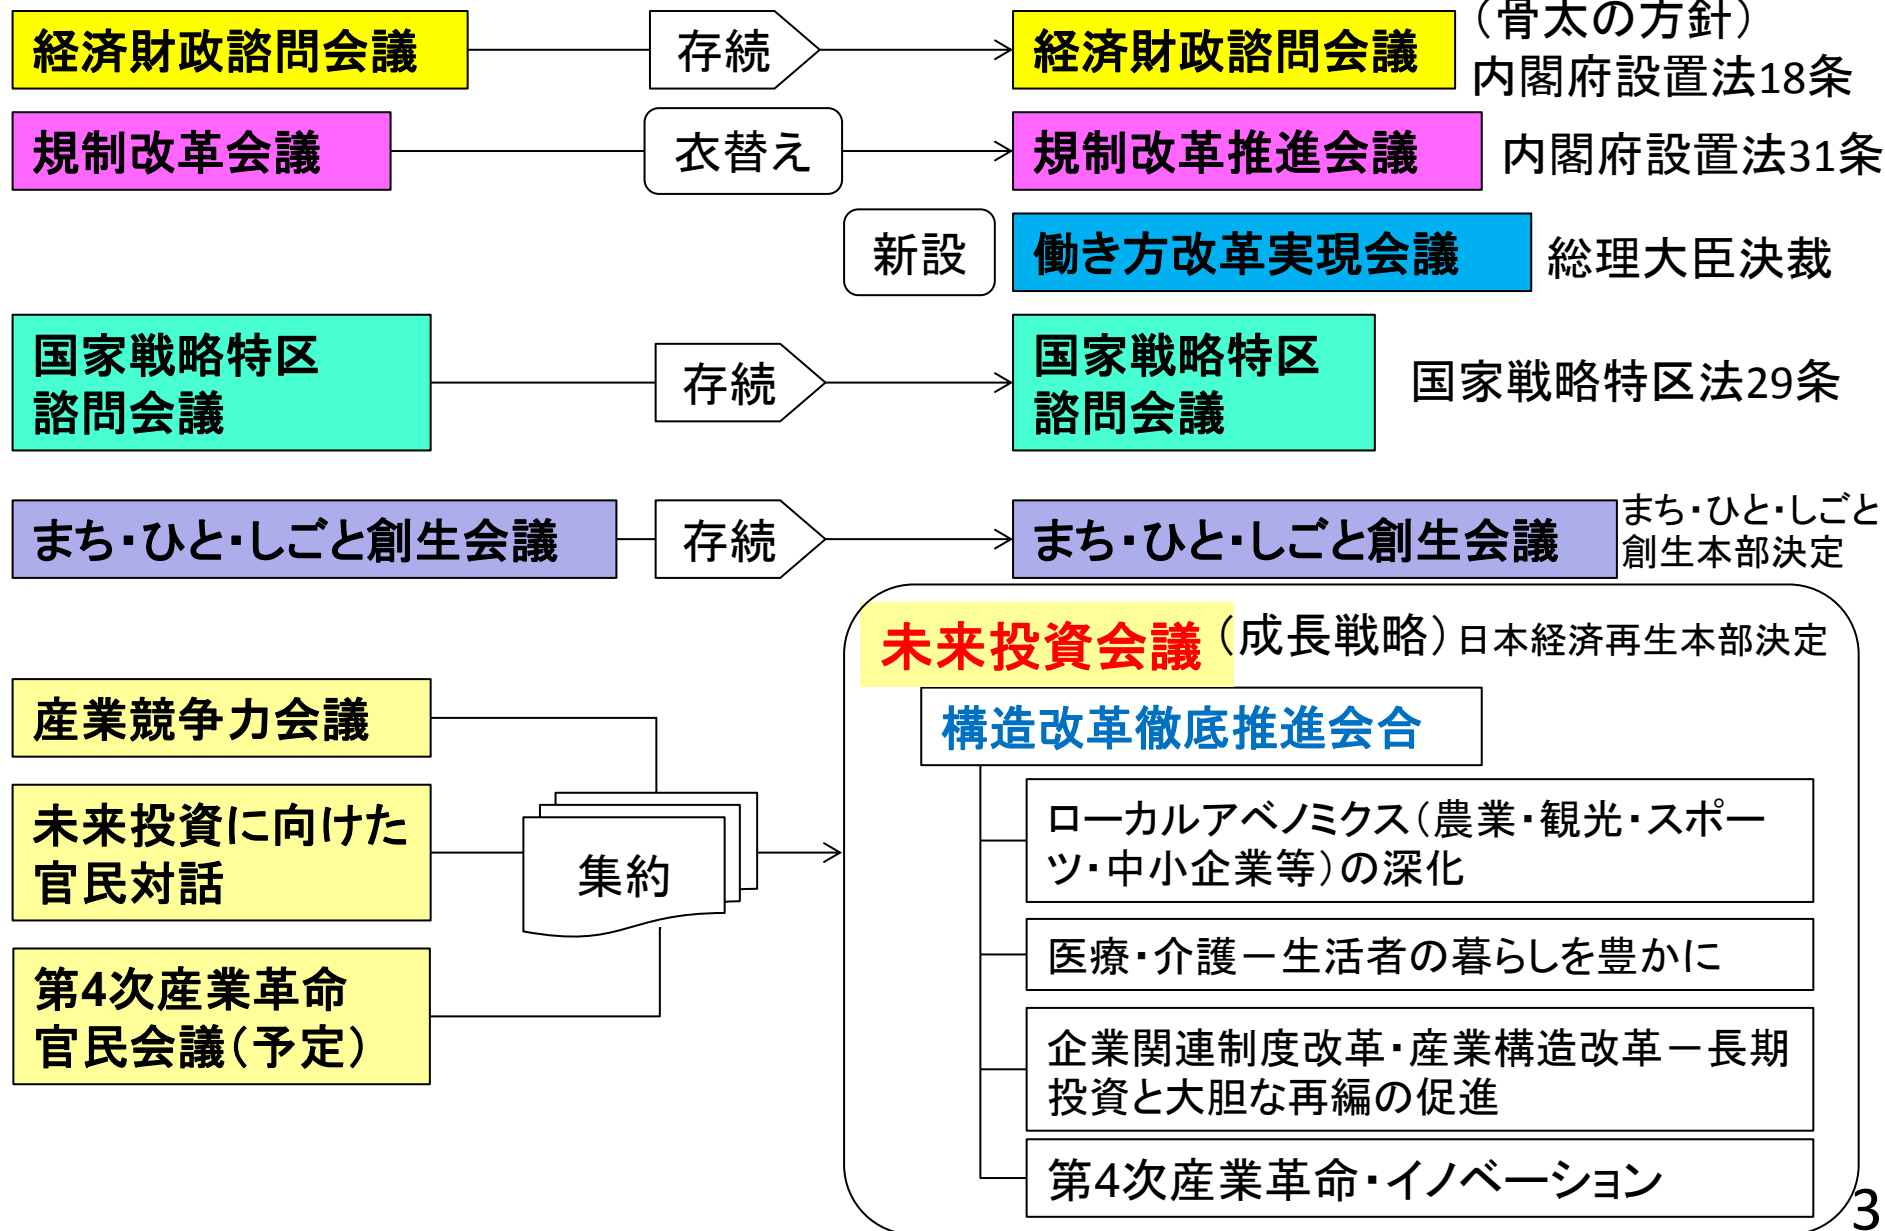 経済財政諮問会議
存続
経済財政諮問会議
（骨太の方針）
内閣府設置法18条
規制改革会議
衣替え
規制改革推進会議
内閣府設置法31条
新設
働き方改革実現会議
総理大臣決裁
国家戦略特区
諮問会議
存続
国家戦略特区
諮問会議
国家戦略特区法29条
まち・ひと・しごと創生会議
存続
まち・ひと・しごと創生会議
まち・ひと・しごと
創生本部決定
産業競争力会議
未来投資に向けた
官民対話
第4次産業革命
官民会議（予定）
集約
未来投資会議（成長戦略）日本経済再生本部決定
構造改革徹底推進会合
ローカルアベノミクス（農業・観光・スポー
ツ・中小企業等）の深化
医療・介護－生活者の暮らしを豊かに
企業関連制度改革・産業構造改革－長期
投資と大胆な再編の促進
第4次産業革命・イノベーション
3